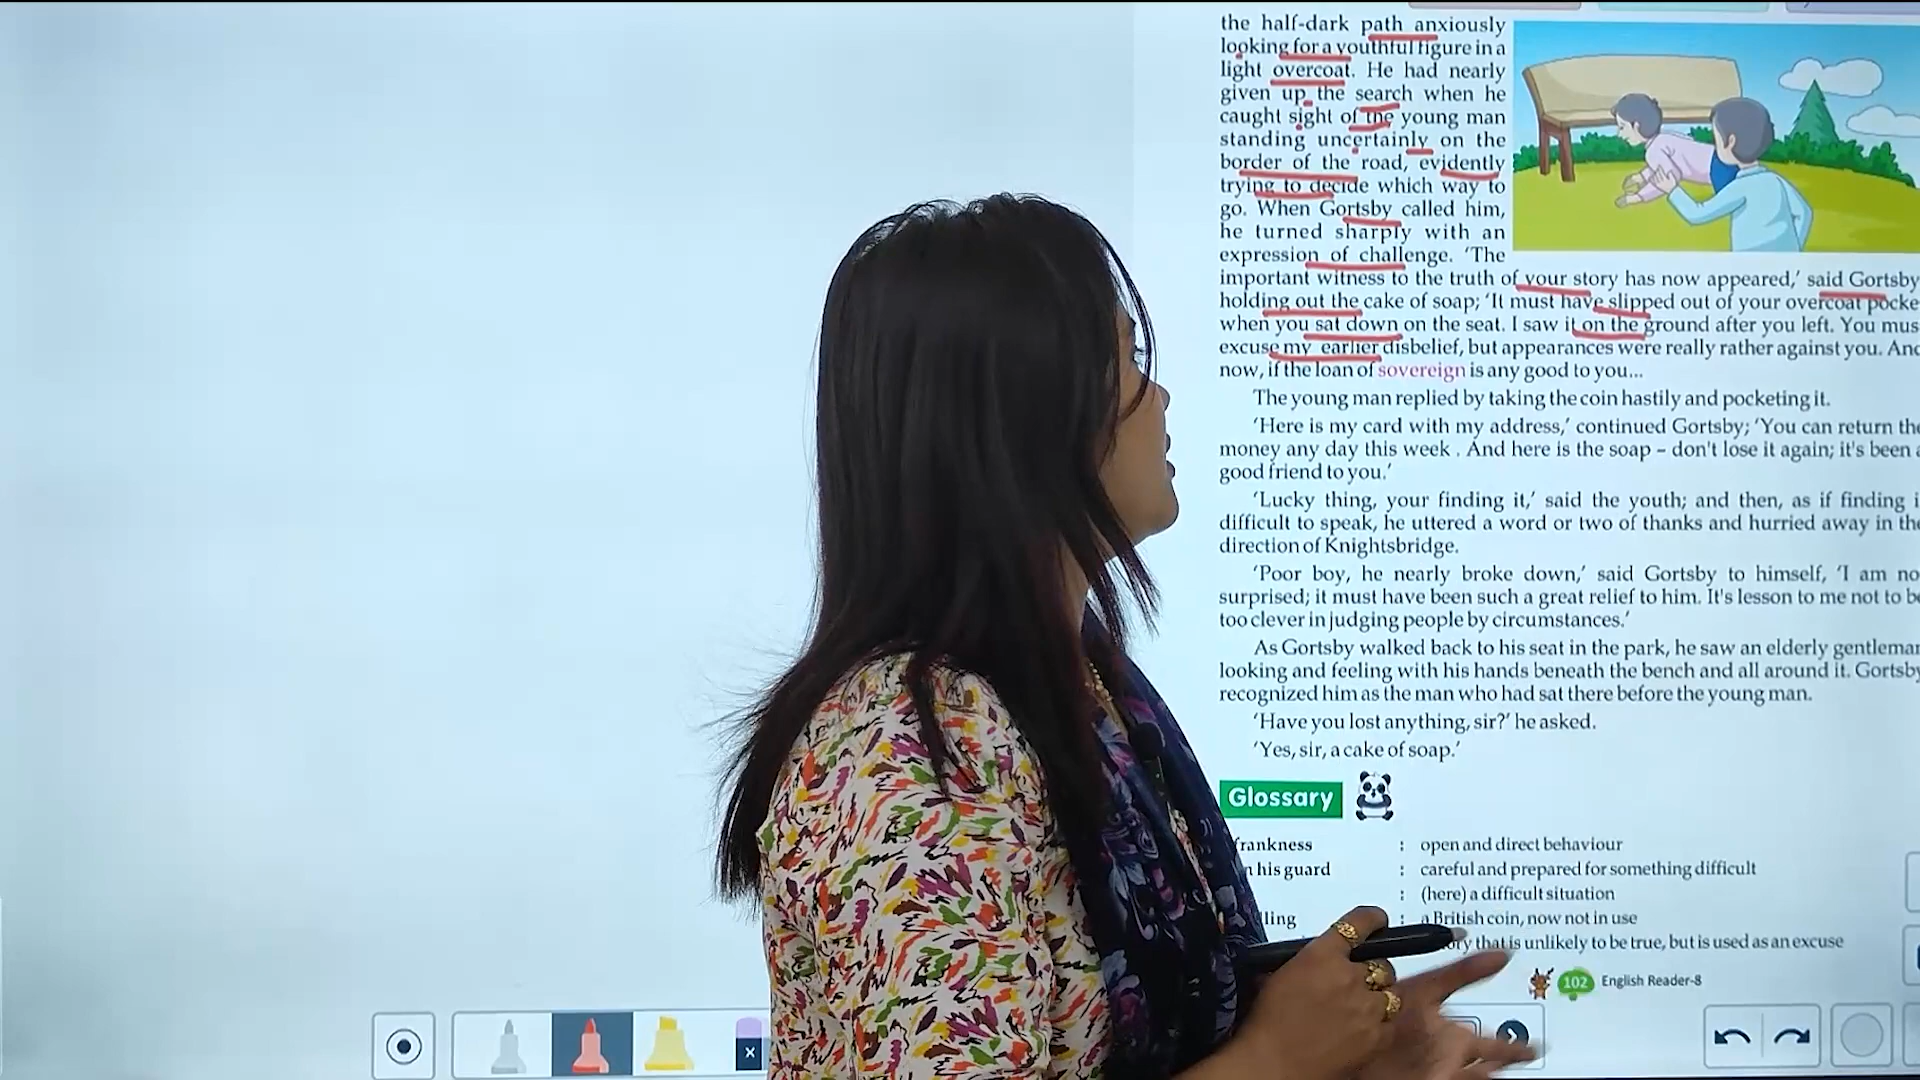 the half-dark path anxiously
looking for a youthful figure in a
light overcoat. He had nearly
given up the search when he
caught sight of the young man
standing uncertainly on the
border of the road, evidently
trying to decide which way to
go. When Gortsby called him,
he turned sharply with an
expression of challenge. ‘The
important witness to the truth of your story has now appeared,’ said Gortsby
holding out the cake of soap; ‘It must have slipped out of your overcoat pocke
when you sat down on the seat. I saw it on the ground after you left. You mus
excuse my earlier disbelief, but appearances were really rather against you. And
now, if the loan of sovereign is any good to you...
The young man replied by taking the coin hastily and pocketing it.
‘Here is my card with my address,’ continued Gortsby; ‘You can return the
money any day this week . And here is the soap – don't lose it again; it's been a
good friend to you.’
‘Lucky thing, your finding it,’ said the youth; and then, as if finding i
difficult to speak, he uttered a word or two of thanks and hurried away in the
direction of Knightsbridge.
‘Poor boy, he nearly broke down,’ said Gortsby to himself, ‘I am no
surprised; it must have been such a great relief to him. It's lesson to me not to be
too clever in judging people by circumstances.’
As Gortsby walked back to his seat in the park, he saw an elderly gentleman
looking and feeling with his hands beneath the bench and all around it. Gortsby
recognized him as the man who had sat there before the young man.
‘Have you lost anything, sir?’ he asked.
‘Yes, sir, a cake of soap.’
Glossary
frankness : open and direct behaviour
n his guard : careful and prepared for something difficult
: (here) a difficult situation
lling : a British coin, now not in use
ory that is unlikely to be true, but is used as an excuse
102 English Reader-8